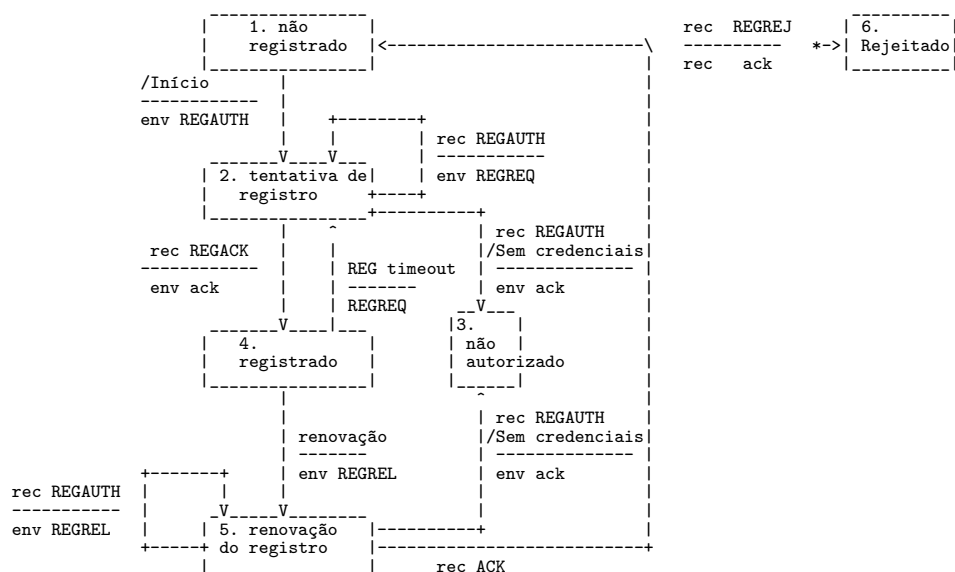 1. não
registrado
rec REGREJ
rec ack
6.
Rejeitado
/Início
env REGAUTH
rec REGAUTH
env REGREQ
2. tentativa de
registro
rec REGACK
env ack
REG timeout
REGREQ
rec REGAUTH
/Sem credenciais
env ack
3.
não
autorizado
4.
registrado
renovação
env REGREL
rec REGAUTH
/Sem credenciais
env ack
rec REGAUTH
env REGREL
5. renovação
do registro
rec ACK